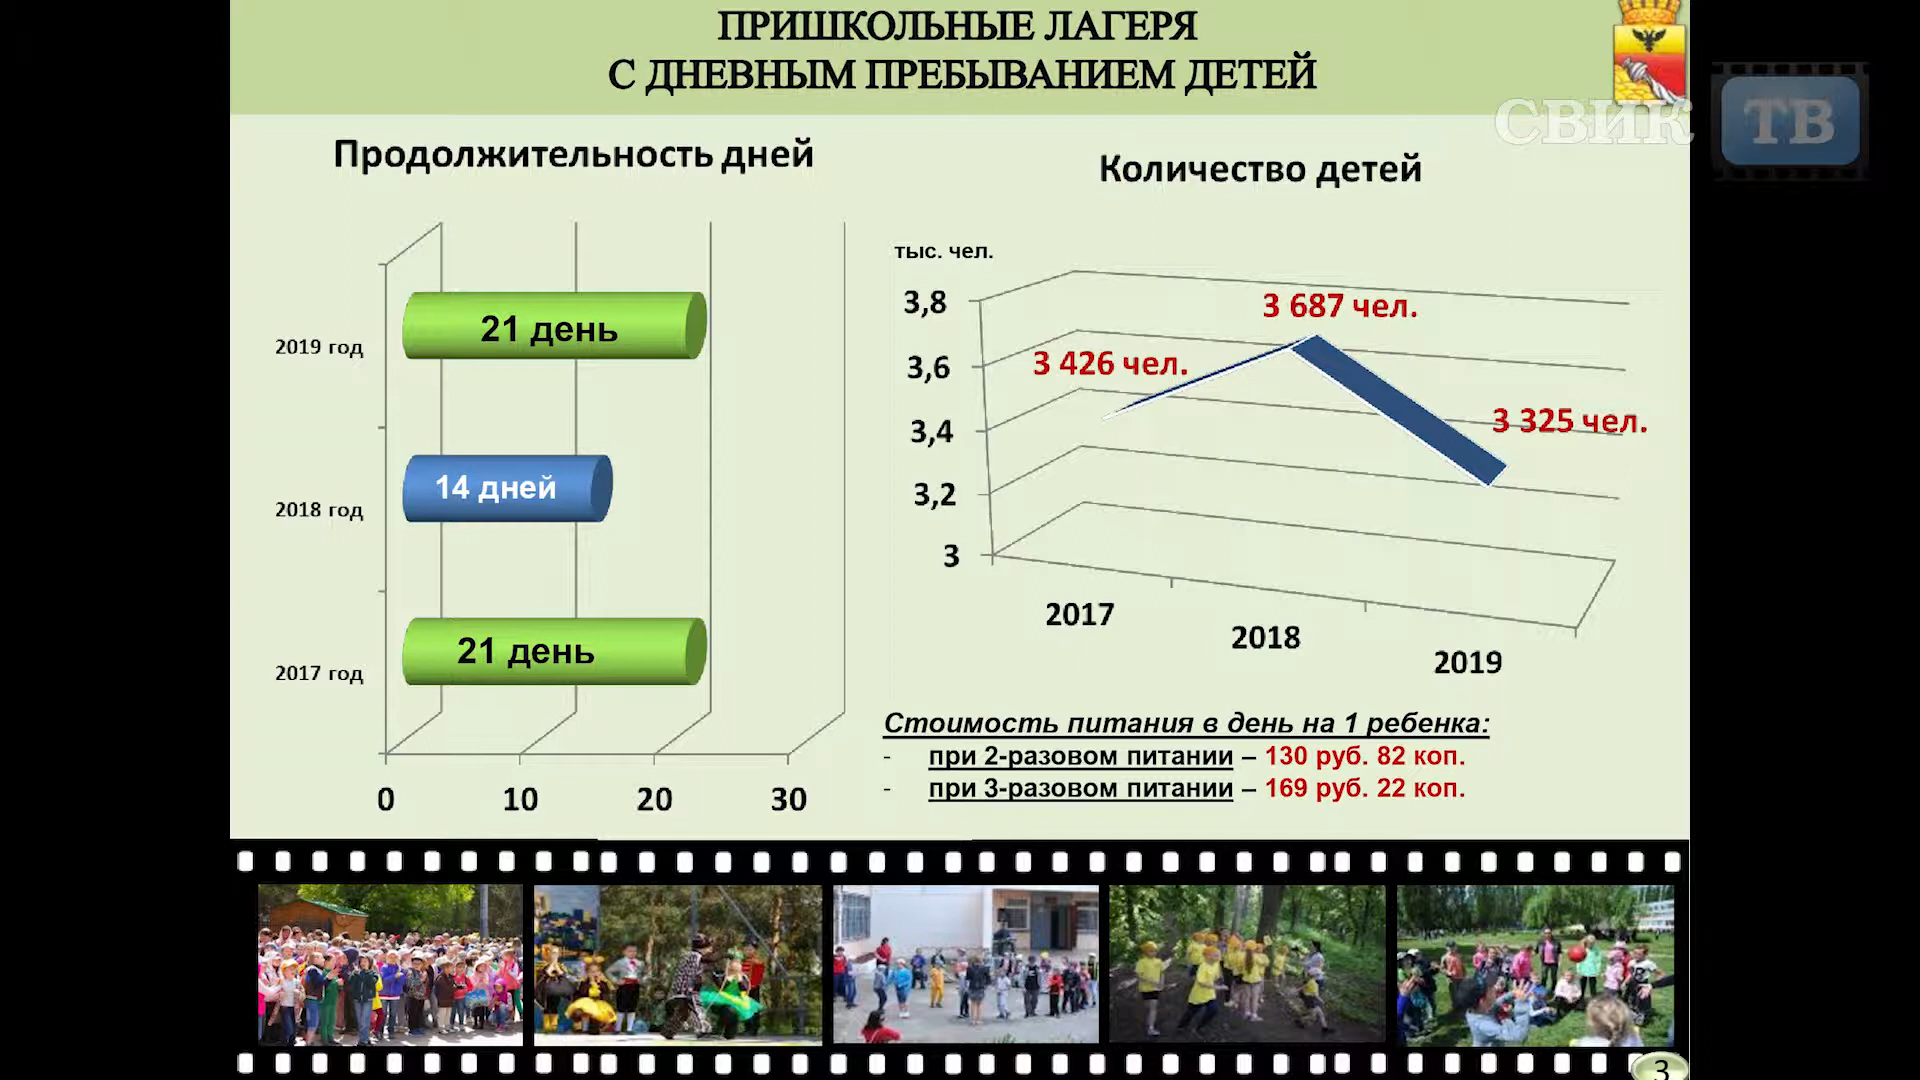 ПРИШКОЛЬНЫЕ ЛАГЕРЯ
С ДНЕВНЫМ ПРЕБЫВАНИЕМ ДЕТЕЙ
СВИК ТВ
Продолжительность дней
2019 год
21 день
2018 год
14 дней
2017 год
21 день
0 10 20 30
Количество детей
тыс. чел.
3,8
3,6
3,4
3,2
3
3 426 чел.
3 687 чел.
3 325 чел.
2017
2018
2019
Стоимость питания в день на 1 ребенка:
- при 2-разовом питании – 130 руб. 82 коп.
- при 3-разовом питании – 169 руб. 22 коп.
3